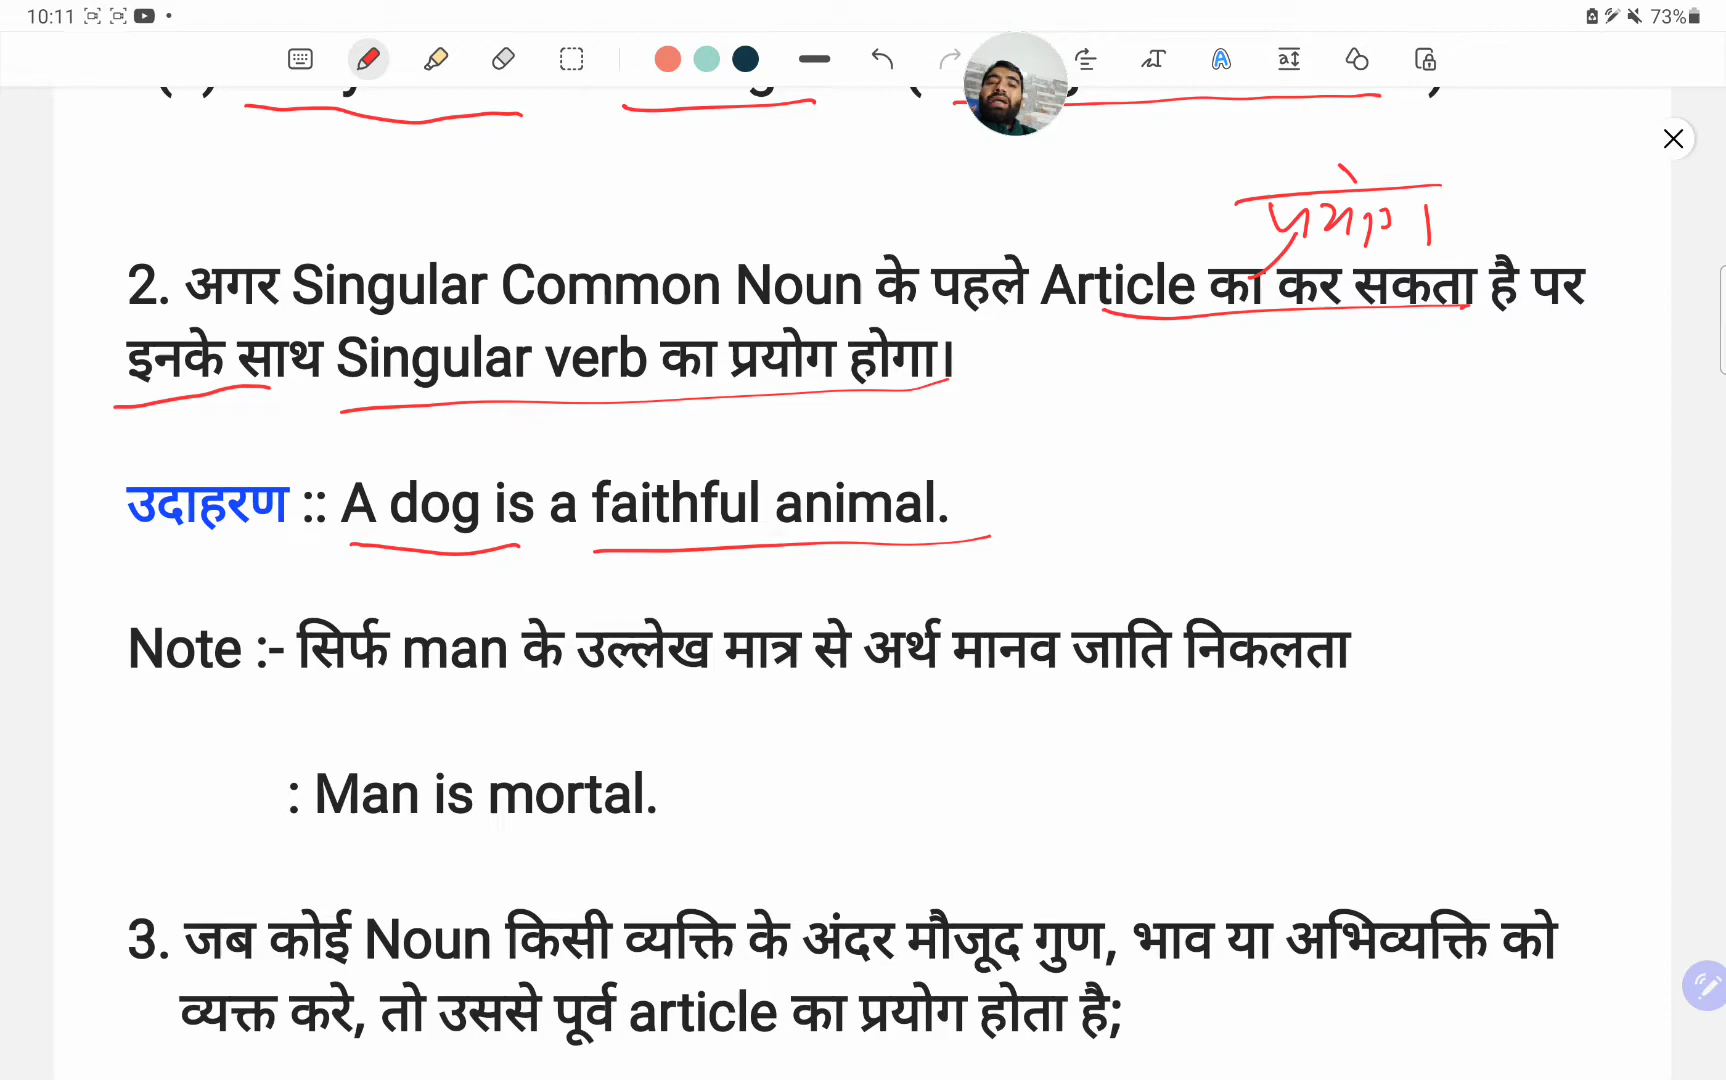 10:11
73%
प्रयोग।
2. अगर Singular Common Noun के पहले Article का कर सकता है पर
इनके साथ Singular verb का प्रयोग होगा।
उदाहरण :: A dog is a faithful animal.
Note :- सिर्फ man के उल्लेख मात्र से अर्थ मानव जाति निकलता
: Man is mortal.
3. जब कोई Noun किसी व्यक्ति के अंदर मौजूद गुण, भाव या अभिव्यक्ति को
व्यक्त करे, तो उससे पूर्व article का प्रयोग होता है;